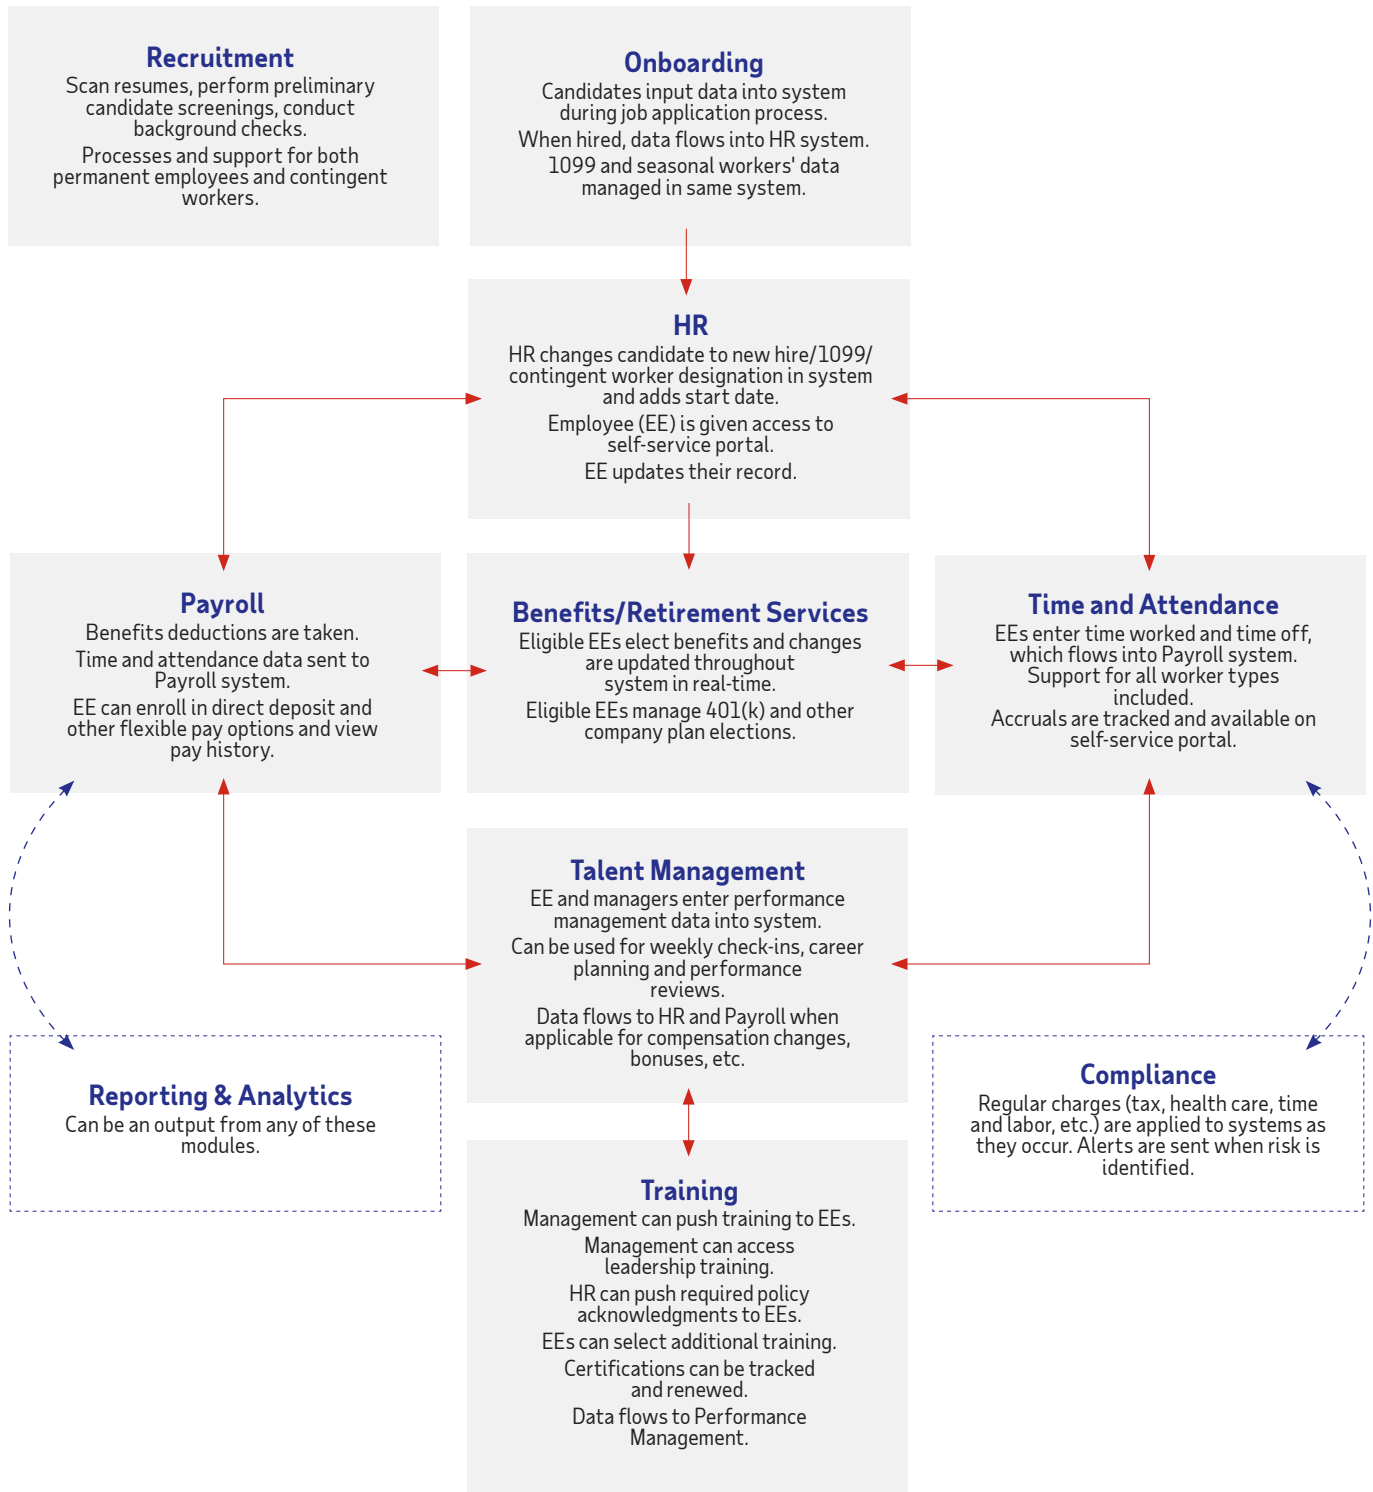 Recruitment
Scan resumes, perform preliminary
candidate screenings, conduct
background checks.
Processes and support for both
permanent employees and contingent
workers.
Onboarding
Candidates input data into system
during job application process.
When hired, data flows into HR system.
1099 and seasonal workers' data
managed in same system.
HR
HR changes candidate to new hire/1099/
contingent worker designation in system
and adds start date.
Employee (EE) is given access to
self-service portal.
EE updates their record.
Payroll
Benefits deductions are taken.
Time and attendance data sent to
Payroll system.
EE can enroll in direct deposit and
other flexible pay options and view
pay history.
Benefits/Retirement Services
Eligible EEs elect benefits and changes
are updated throughout
system in real-time.
Eligible EEs manage 401(k) and other
company plan elections.
Time and Attendance
EEs enter time worked and time off,
which flows into Payroll system.
Support for all worker types
included.
Accruals are tracked and available on
self-service portal.
Talent Management
EE and managers enter performance
management data into system.
Can be used for weekly check-ins, career
planning and performance
reviews.
Data flows to HR and Payroll when
applicable for compensation changes,
bonuses, etc.
Reporting & Analytics
Can be an output from any of these
modules.
Compliance
Regular charges (tax, health care, time
and labor, etc.) are applied to systems as
they occur. Alerts are sent when risk is
identified.
Training
Management can push training to EEs.
Management can access
leadership training.
HR can push required policy
acknowledgments to EEs.
EEs can select additional training.
Certifications can be tracked
and renewed.
Data flows to Performance
Management.